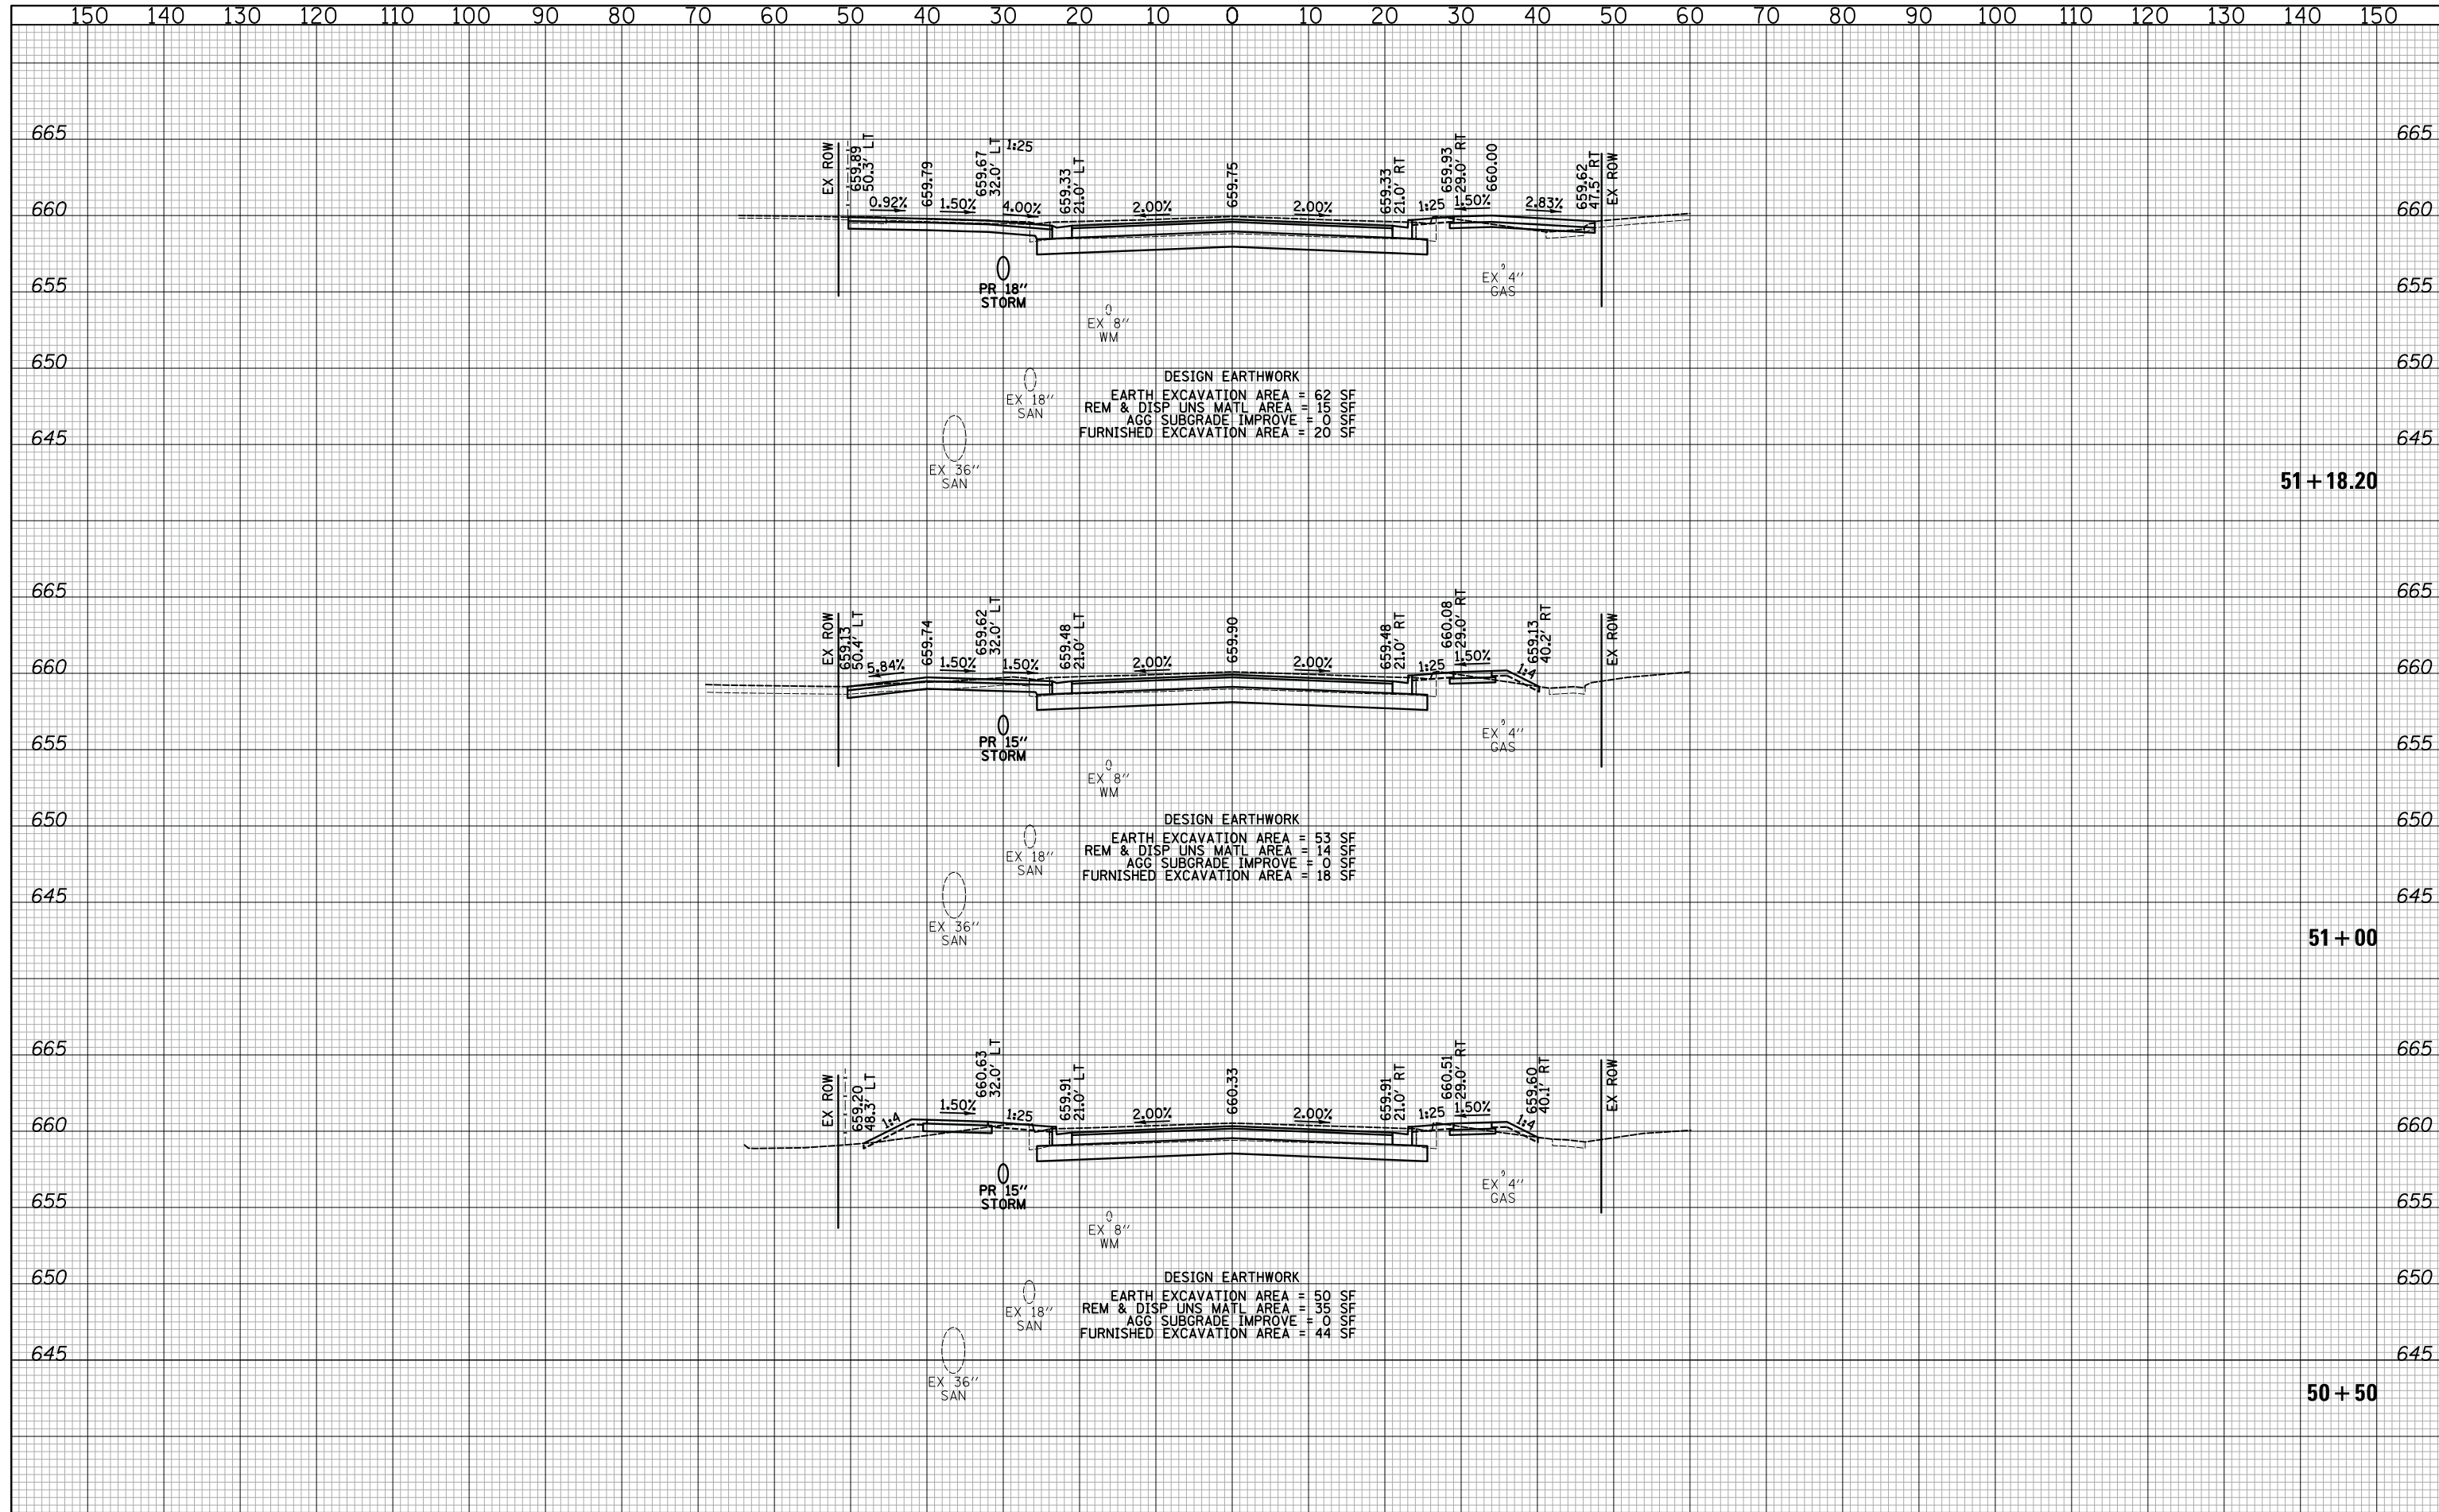 150 140 130 120 110 100 90 80 70 60 50 40 30 20 10 0 10 20 30 40 50 60 70 80 90 100 110 120 130 140 150
665 665
660 660
655 655
650 650
645 645
EX ROW
659.89
50.3' LT
659.79
659.67
32.0' LT
1:25
659.33
21.0' LT
659.75
659.33
21.0' RT
659.93
29.0' RT
660.00
659.62
47.5' RT
EX ROW
0.92% 1.50% 4.00% 2.00% 2.00% 1:25 1.50% 2.83%
PR 18"
STORM
EX 4"
GAS
EX 8"
WM
EX 18"
SAN
EX 36"
SAN
DESIGN EARTHWORK
EARTH EXCAVATION AREA = 62 SF
REM & DISP UNS MATL AREA = 15 SF
AGG SUBGRADE IMPROVE = 0 SF
FURNISHED EXCAVATION AREA = 20 SF
51+18.20
665 665
660 660
655 655
650 650
645 645
EX ROW
659.13
50.4' LT
659.74
659.62
32.0' LT
659.48
21.0' LT
659.90
659.48
21.0' RT
660.08
29.0' RT
659.13
40.2' RT
EX ROW
5.84% 1.50% 1.50% 2.00% 2.00% 1:25 1.50% 1:4
PR 15"
STORM
EX 4"
GAS
EX 8"
WM
EX 18"
SAN
EX 36"
SAN
DESIGN EARTHWORK
EARTH EXCAVATION AREA = 53 SF
REM & DISP UNS MATL AREA = 14 SF
AGG SUBGRADE IMPROVE = 0 SF
FURNISHED EXCAVATION AREA = 18 SF
51+00
665 665
660 660
655 655
650 650
645 645
EX ROW
659.20
48.3' LT
660.63
32.0' LT
659.91
21.0' LT
660.33
659.91
21.0' RT
660.51
29.0' RT
659.60
40.1' RT
EX ROW
1:4 1.50% 1:25 2.00% 2.00% 1:25 1.50% 1:4
PR 15"
STORM
EX 4"
GAS
EX 8"
WM
EX 18"
SAN
EX 36"
SAN
DESIGN EARTHWORK
EARTH EXCAVATION AREA = 50 SF
REM & DISP UNS MATL AREA = 35 SF
AGG SUBGRADE IMPROVE = 0 SF
FURNISHED EXCAVATION AREA = 44 SF
50+50